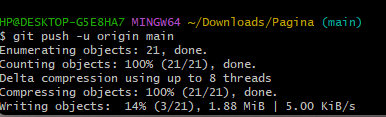 HP@DESKTOP-G5E8HA7 MINGW64 ~/Downloads/Pagina (main)
$ git push -u origin main
Enumerating objects: 21, done.
Counting objects: 100% (21/21), done.
Delta compression using up to 8 threads
Compressing objects: 100% (21/21), done.
Writing objects:  14% (3/21), 1.88 MiB | 5.00 KiB/s